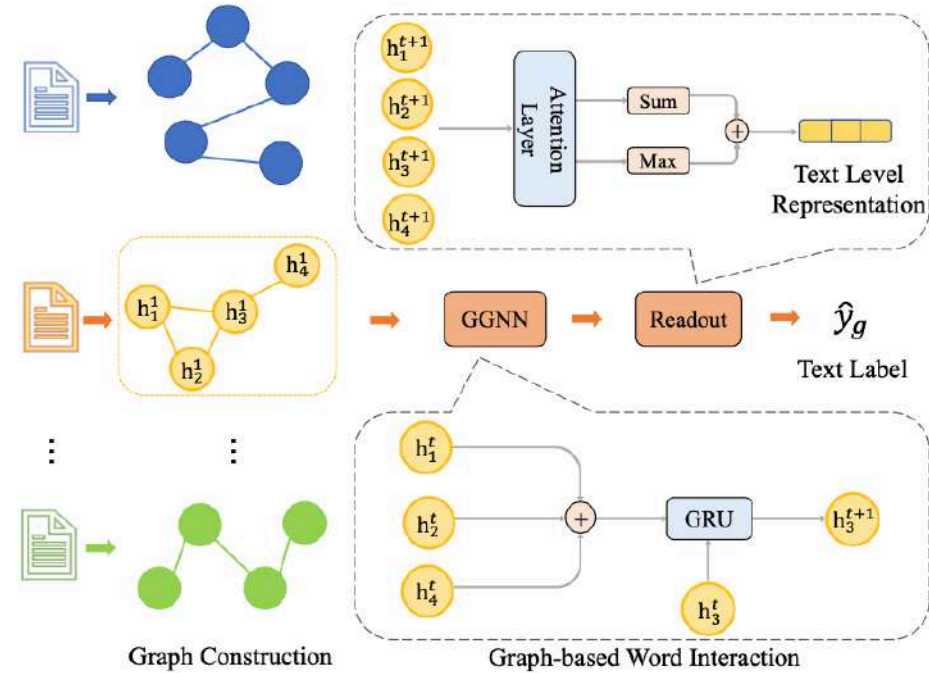 h₁ᵗ⁺¹
h₂ᵗ⁺¹
h₃ᵗ⁺¹
h₄ᵗ⁺¹
Attention
Layer
Sum
Max
+
Text Level
Representation
h₁¹
h₂¹
h₃¹
h₄¹
GGNN
Readout
ŷ_g
Text Label
⋮
⋮
h₁ᵗ
h₂ᵗ
h₄ᵗ
+
GRU
h₃ᵗ⁺¹
h₃ᵗ
Graph Construction
Graph-based Word Interaction